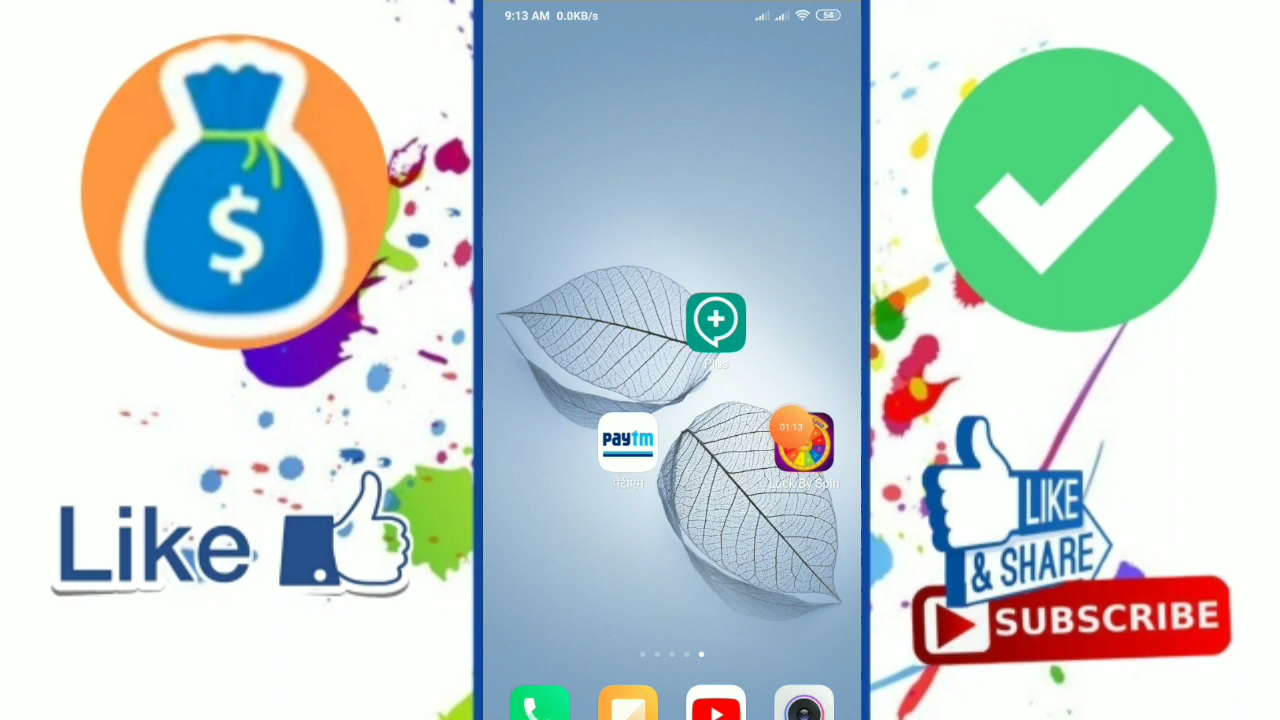 9:13 AM 0.0KB/s
54
$
Plus
paytm
01:13
पेटीएम
Luck By Spin
Like
LIKE
& SHARE
SUBSCRIBE